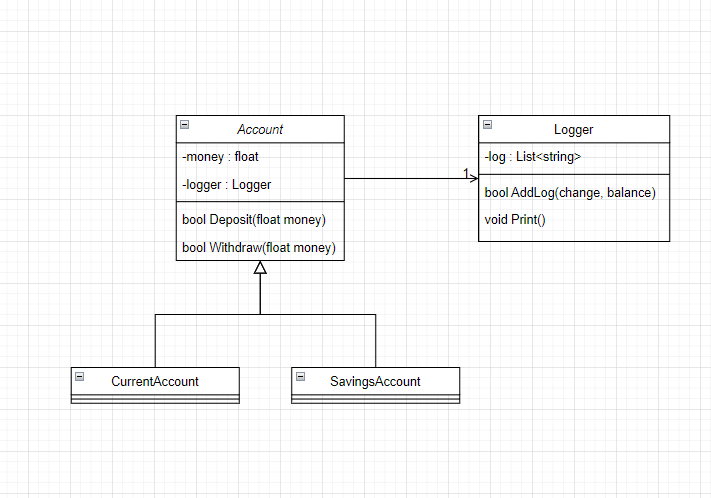 Account
-money : float
-logger : Logger
bool Deposit(float money)
bool Withdraw(float money)
1
Logger
-log : List<string>
bool AddLog(change, balance)
void Print()
CurrentAccount
SavingsAccount